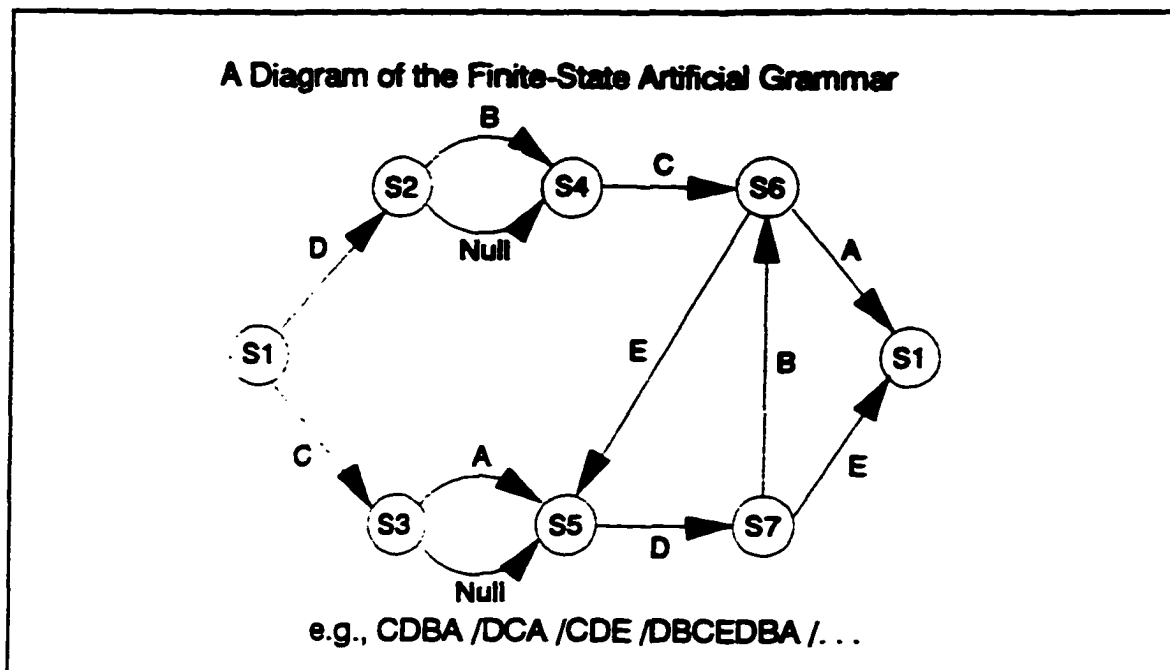 A Diagram of the Finite-State Artificial Grammar
B
S2
S4
C
S6
Null
D
A
S1
E
B
S1
C
A
E
S3
S5
D
S7
Null
e.g., CDBA /DCA /CDE /DBCEDBA /. . .